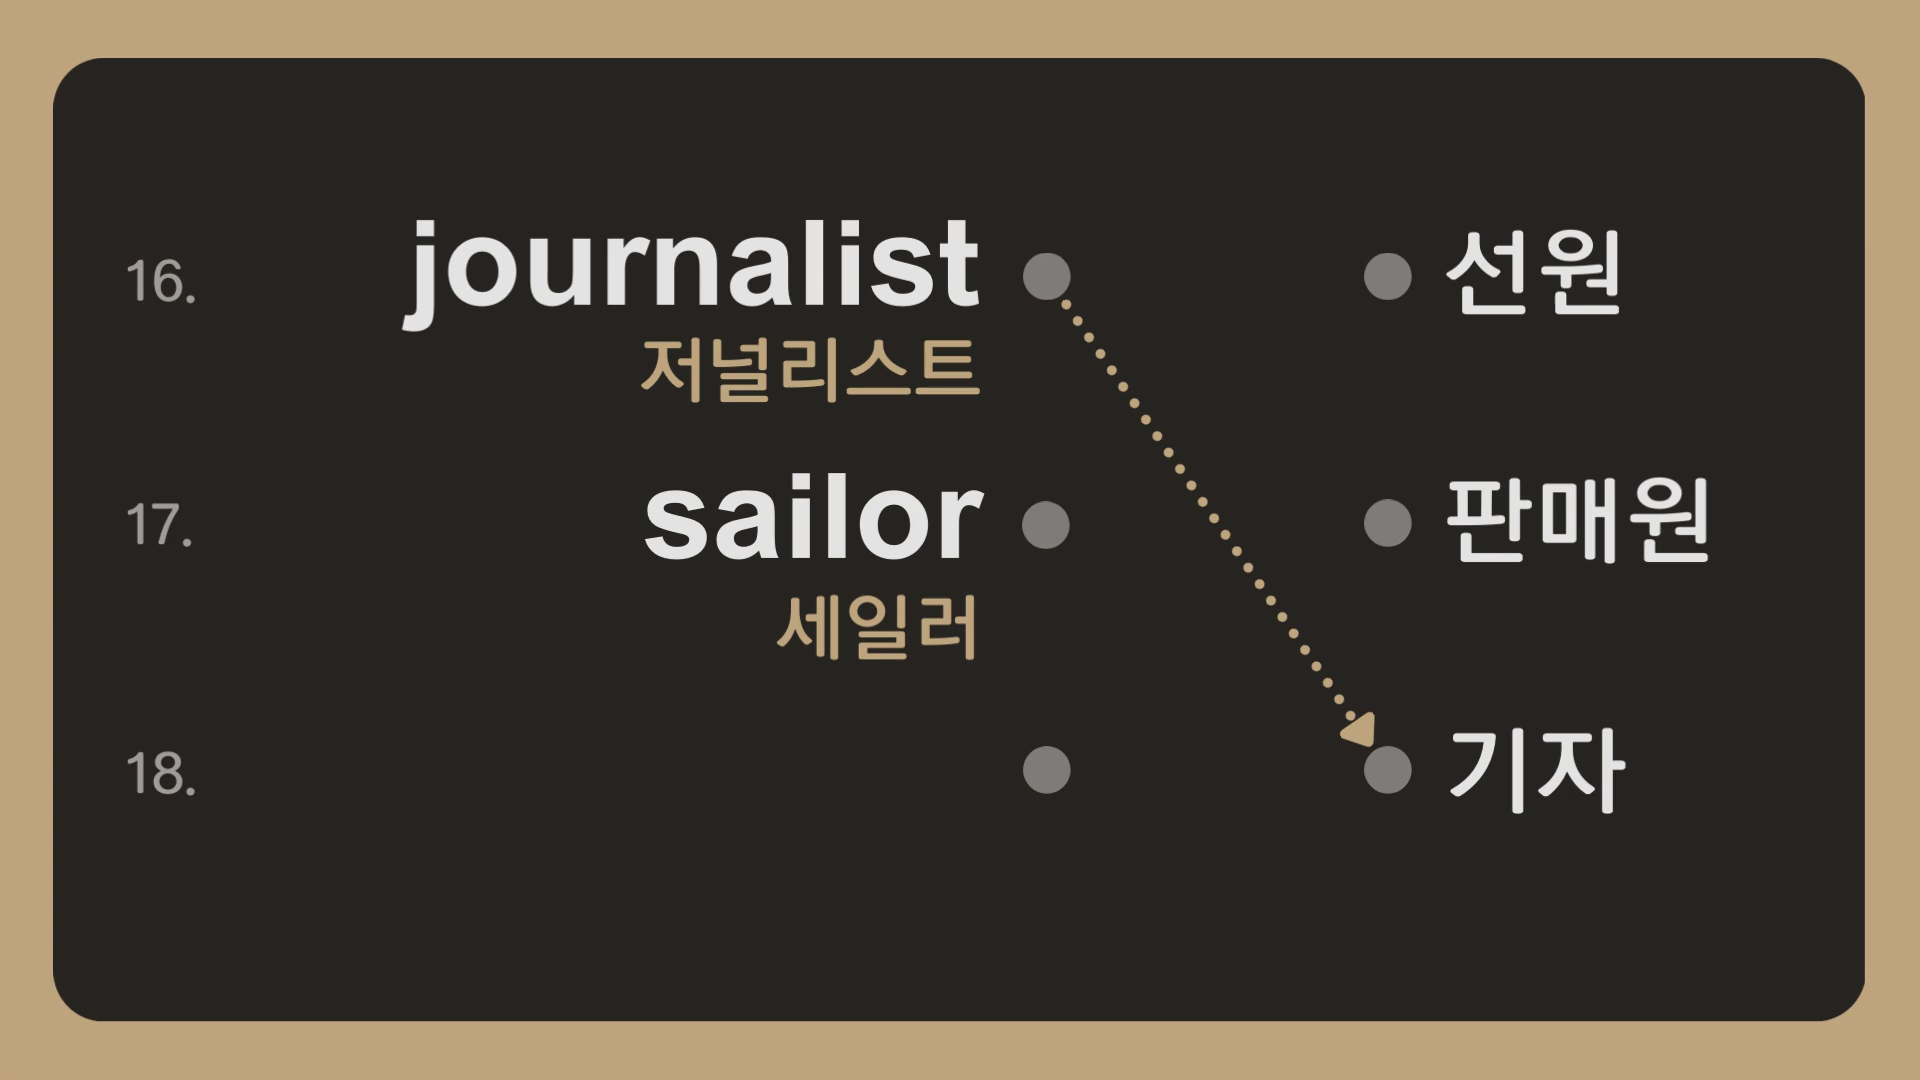 16. journalist 선원
저널리스트
17. sailor 판매원
세일러
18. 기자